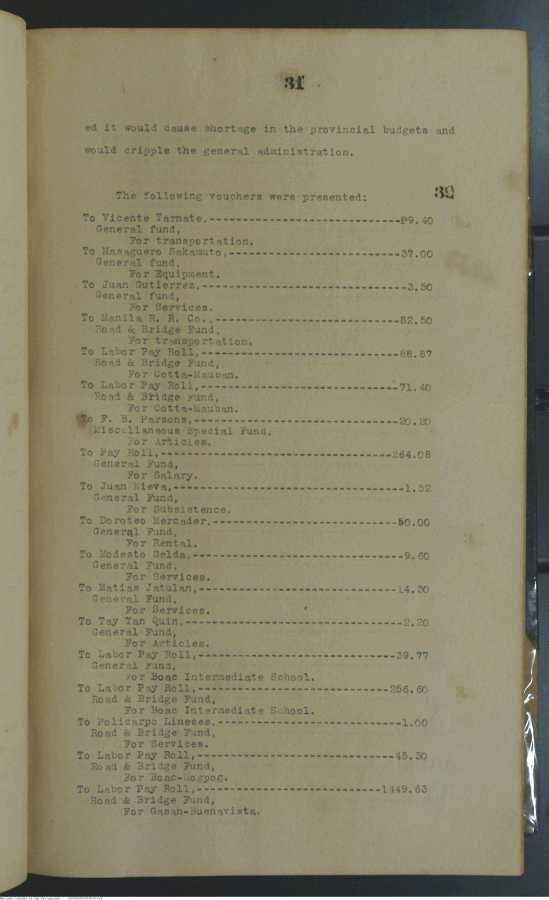 31
ed it would cause shortage in the provincial budgets and
would cripple the general administration.
The following vouchers were presented:
39
To Vicente Tarnate,----------------------------₱9.40
General fund,
For transportation.
To Masaguero Sakamuto,-------------------------37.00
General fund,
For Equipment.
To Juan Gutierrez,------------------------------3.50
General fund,
For Services.
To Manila R. R. Co.,---------------------------82.50
Road & Bridge Fund,
For transportation.
To Labor Pay Roll,-----------------------------88.87
Road & Bridge Fund,
For Cotta-Mauban.
To Labor Pay Roll,-----------------------------71.40
Road & Bridge Fund,
For Cotta-Mauban.
To F. B. Parsons,------------------------------20.20
Miscellaneous Special Fund,
For Articles.
To Pay Roll,----------------------------------264.08
General Fund,
For Salary.
To Juan Nieva,----------------------------------1.52
General Fund,
For Subsistence.
To Doroteo Mercader,---------------------------50.00
General Fund,
For Rental.
To Modesto Selda,-------------------------------9.60
General Fund,
For Services.
To Matias Jatulan,-----------------------------14.30
General Fund,
For Services.
To Tay Yan Quin,--------------------------------2.20
General Fund,
For Articles.
To Labor Pay Roll,-----------------------------39.77
General Fund,
For Boac Intermediate School.
To Labor Pay Roll,----------------------------256.60
Road & Bridge Fund,
For Boac Intermediate School.
To Policarpo Lineses,---------------------------1.00
Road & Bridge Fund,
For Services.
To Labor Pay Roll,-----------------------------45.30
Road & Bridge Fund,
For Boac-Mogpog.
To Labor Pay Roll,---------------------------1449.63
Road & Bridge Fund,
For Gasan-Buenavista.
National Library of the Philippines